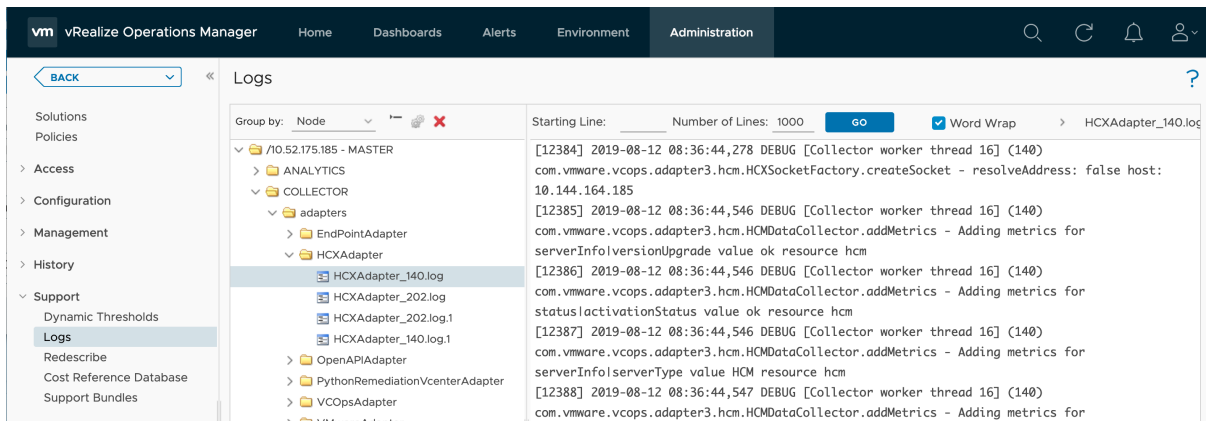 vm vRealize Operations Manager Home Dashboards Alerts Environment Administration
BACK
Logs
?
Solutions
Policies
Access
Configuration
Management
History
Support
Dynamic Thresholds
Logs
Redescribe
Cost Reference Database
Support Bundles
Group by: Node
/10.52.175.185 - MASTER
ANALYTICS
COLLECTOR
adapters
EndPointAdapter
HCXAdapter
HCXAdapter_140.log
HCXAdapter_202.log
HCXAdapter_202.log.1
HCXAdapter_140.log.1
OpenAPIAdapter
PythonRemediationVcenterAdapter
VCOpsAdapter
Starting Line: Number of Lines: 1000 GO Word Wrap HCXAdapter_140.log
[12384] 2019-08-12 08:36:44,278 DEBUG [Collector worker thread 16] (140)
com.vmware.vcops.adapter3.hcm.HCXSocketFactory.createSocket - resolveAddress: false host:
10.144.164.185
[12385] 2019-08-12 08:36:44,546 DEBUG [Collector worker thread 16] (140)
com.vmware.vcops.adapter3.hcm.HCMDataCollector.addMetrics - Adding metrics for
serverInfo|versionUpgrade value ok resource hcm
[12386] 2019-08-12 08:36:44,546 DEBUG [Collector worker thread 16] (140)
com.vmware.vcops.adapter3.hcm.HCMDataCollector.addMetrics - Adding metrics for
status|activationStatus value ok resource hcm
[12387] 2019-08-12 08:36:44,546 DEBUG [Collector worker thread 16] (140)
com.vmware.vcops.adapter3.hcm.HCMDataCollector.addMetrics - Adding metrics for
serverInfo|serverType value HCM resource hcm
[12388] 2019-08-12 08:36:44,547 DEBUG [Collector worker thread 16] (140)
com.vmware.vcops.adapter3.hcm.HCMDataCollector.addMetrics - Adding metrics for